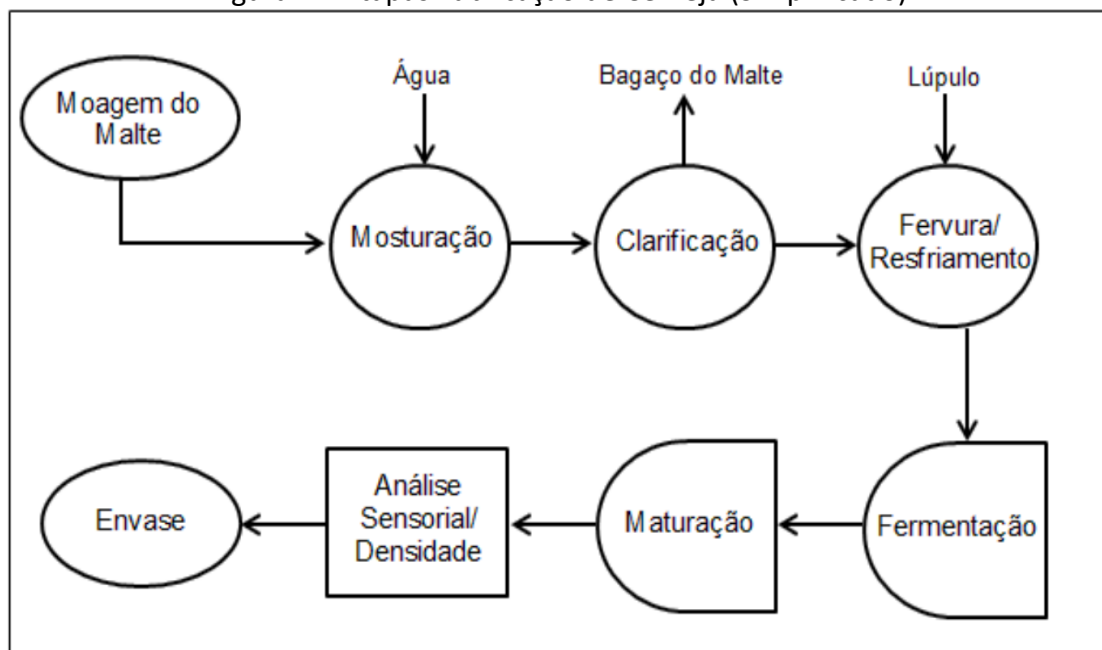 Moagem do
Malte
Água
Bagaço do Malte
Lúpulo
Mosturação
Clarificação
Fervura/
Resfriamento
Fermentação
Maturação
Análise
Sensorial/
Densidade
Envase